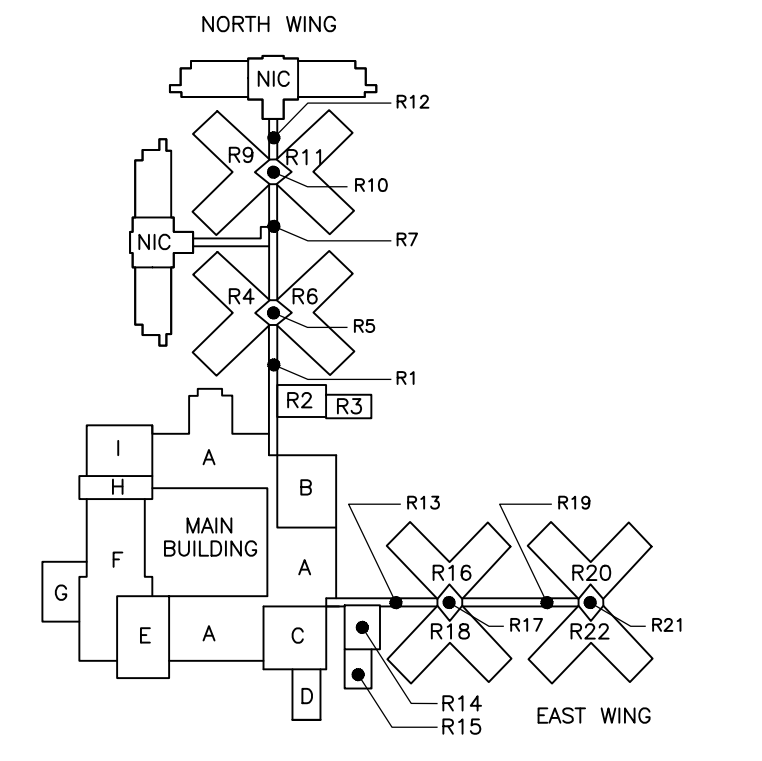 NORTH WING
NIC
R12
R9
R11
R10
NIC
R7
R4
R6
R5
R1
R2
R3
I
A
H
B
R13
R19
MAIN
BUILDING
F
A
R16
R20
G
E
A
C
R18
R17
R22
R21
D
R14
R15
EAST WING